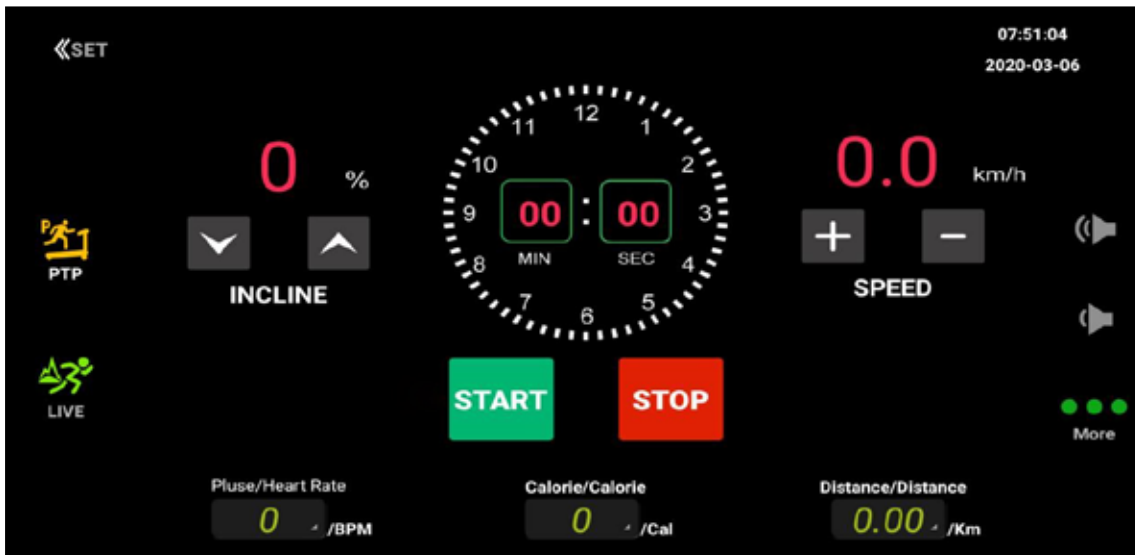 SET
07:51:04
2020-03-06
0 %
0.0 km/h
12
1
2
3
4
5
6
7
8
9
10
11
00 : 00
MIN SEC
INCLINE
SPEED
P
PTP
LIVE
START
STOP
More
Pluse/Heart Rate
0 /BPM
Calorie/Calorie
0 /Cal
Distance/Distance
0.00 /Km